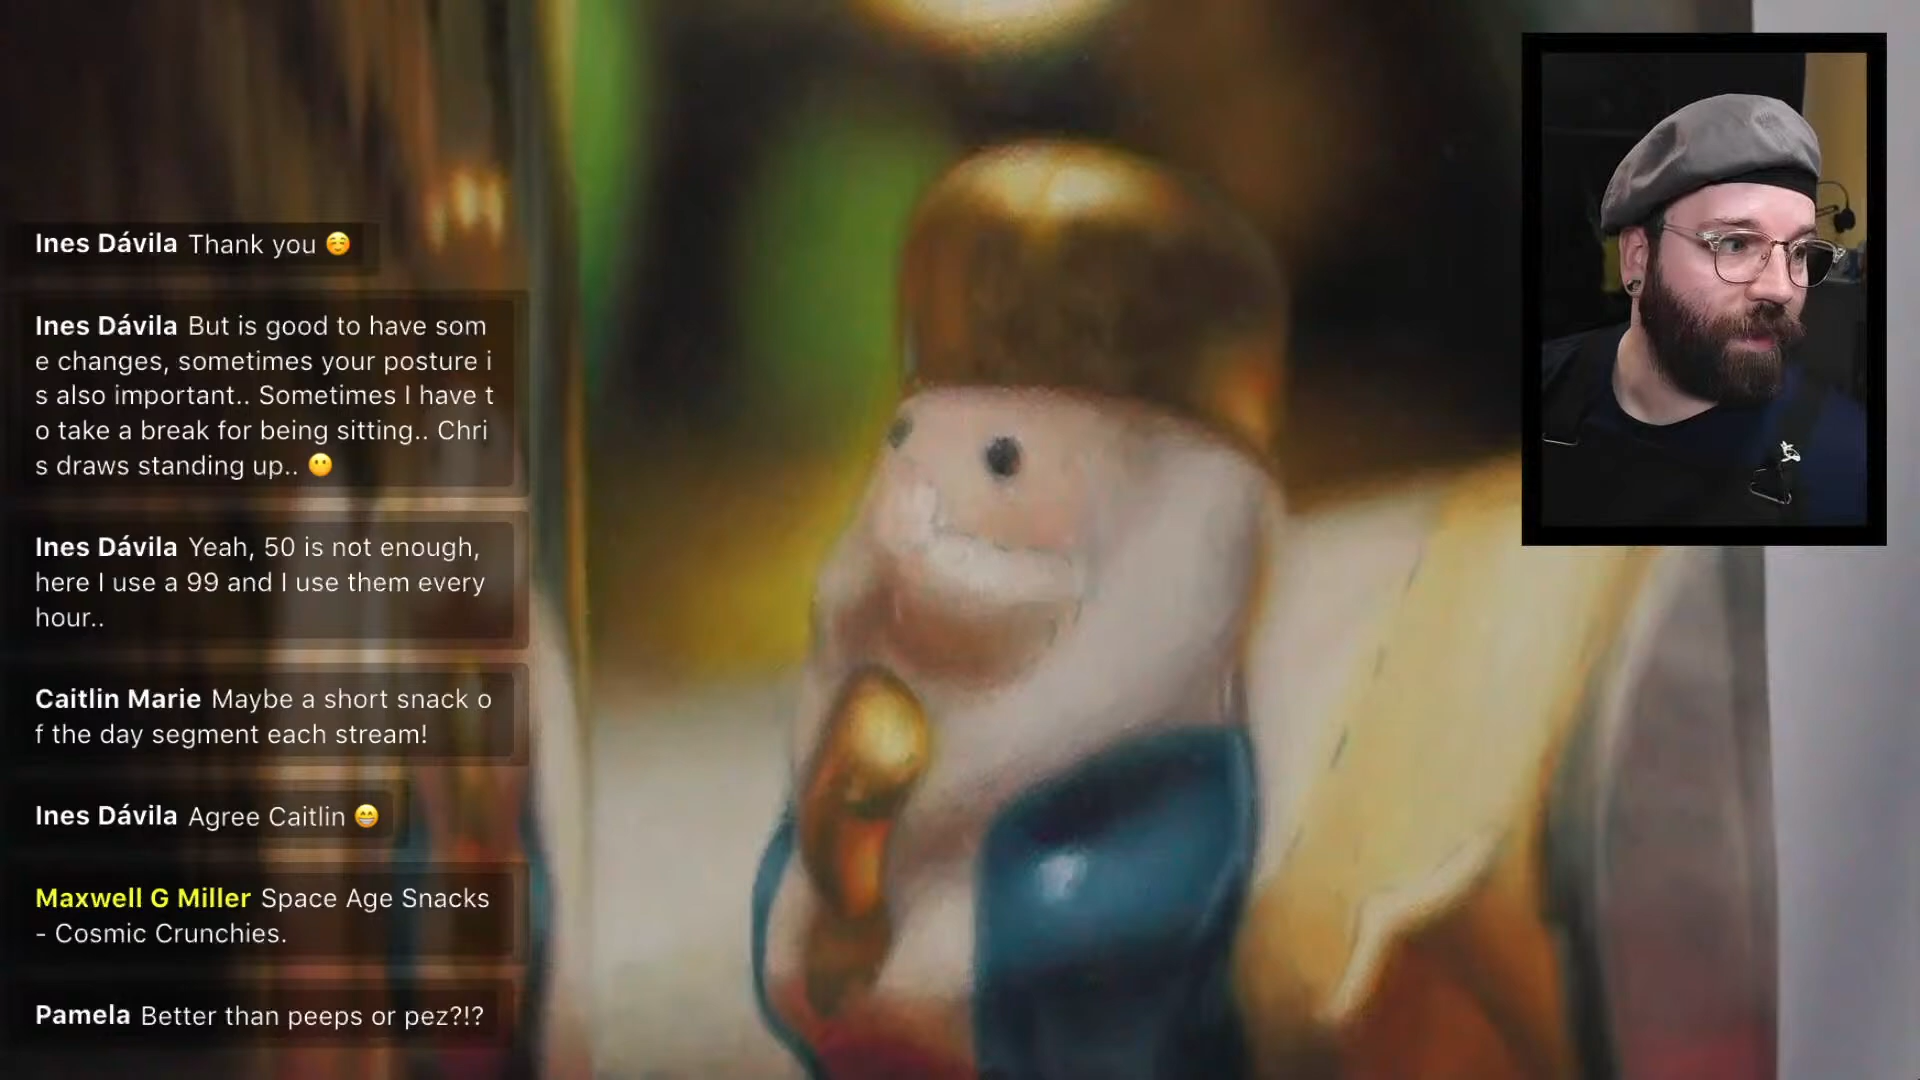 Ines Dávila Thank you ☺️
Ines Dávila But is good to have som
e changes, sometimes your posture i
s also important.. Sometimes I have t
o take a break for being sitting.. Chri
s draws standing up.. 😶
Ines Dávila Yeah, 50 is not enough,
here I use a 99 and I use them every
hour..
Caitlin Marie Maybe a short snack o
f the day segment each stream!
Ines Dávila Agree Caitlin 😁
Maxwell G Miller Space Age Snacks
- Cosmic Crunchies.
Pamela Better than peeps or pez?!?